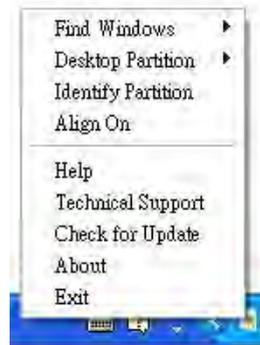 Find Windows
Desktop Partition
Identify Partition
Align On
Help
Technical Support
Check for Update
About
Exit